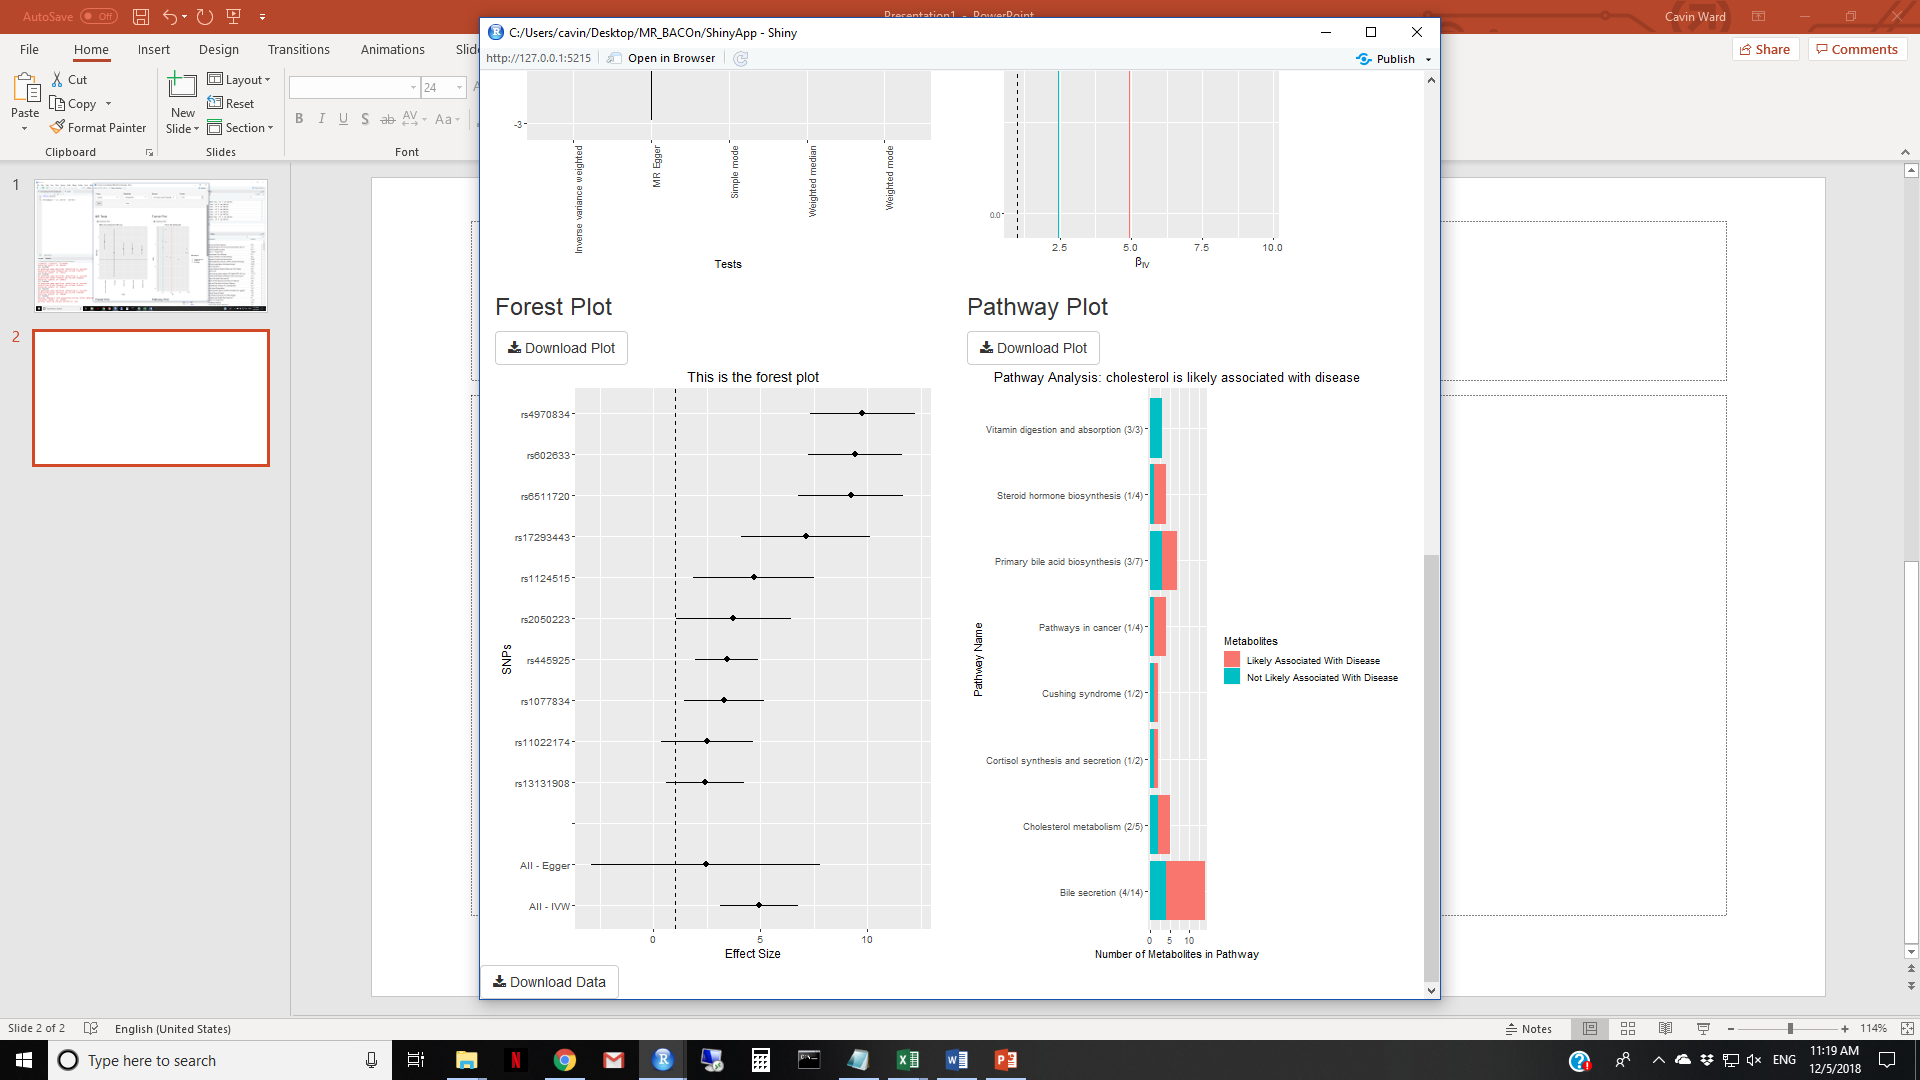 AutoSave Off
Presentation1 - PowerPoint
Cavin Ward
File Home Insert Design Transitions Animations Slid
Share Comments
Paste
Cut
Copy
Format Painter
Clipboard
New
Slide
Layout
Reset
Section
Slides
24
B I U S ab AV Aa
Font
C:/Users/cavin/Desktop/MR_BACOn/ShinyApp - Shiny
http://127.0.0.1:5215 Open in Browser
Publish
1
2
-3
Inverse variance weighted
MR Egger
Simple mode
Weighted median
Weighted mode
Tests
0.0
2.5 5.0 7.5 10.0
βIV
Forest Plot
Download Plot
This is the forest plot
SNPs
rs4970834
rs602633
rs6511720
rs17293443
rs1124515
rs2050223
rs445925
rs1077834
rs11022174
rs13131908
All - Egger
All - IVW
0 5 10
Effect Size
Download Data
Pathway Plot
Download Plot
Pathway Analysis: cholesterol is likely associated with disease
Pathway Name
Vitamin digestion and absorption (3/3)
Steroid hormone biosynthesis (1/4)
Primary bile acid biosynthesis (3/7)
Pathways in cancer (1/4)
Cushing syndrome (1/2)
Cortisol synthesis and secretion (1/2)
Cholesterol metabolism (2/5)
Bile secretion (4/14)
0 5 10
Number of Metabolites in Pathway
Metabolites
Likely Associated With Disease
Not Likely Associated With Disease
Slide 2 of 2 English (United States)
Notes
114%
Type here to search
ENG
11:19 AM
12/5/2018